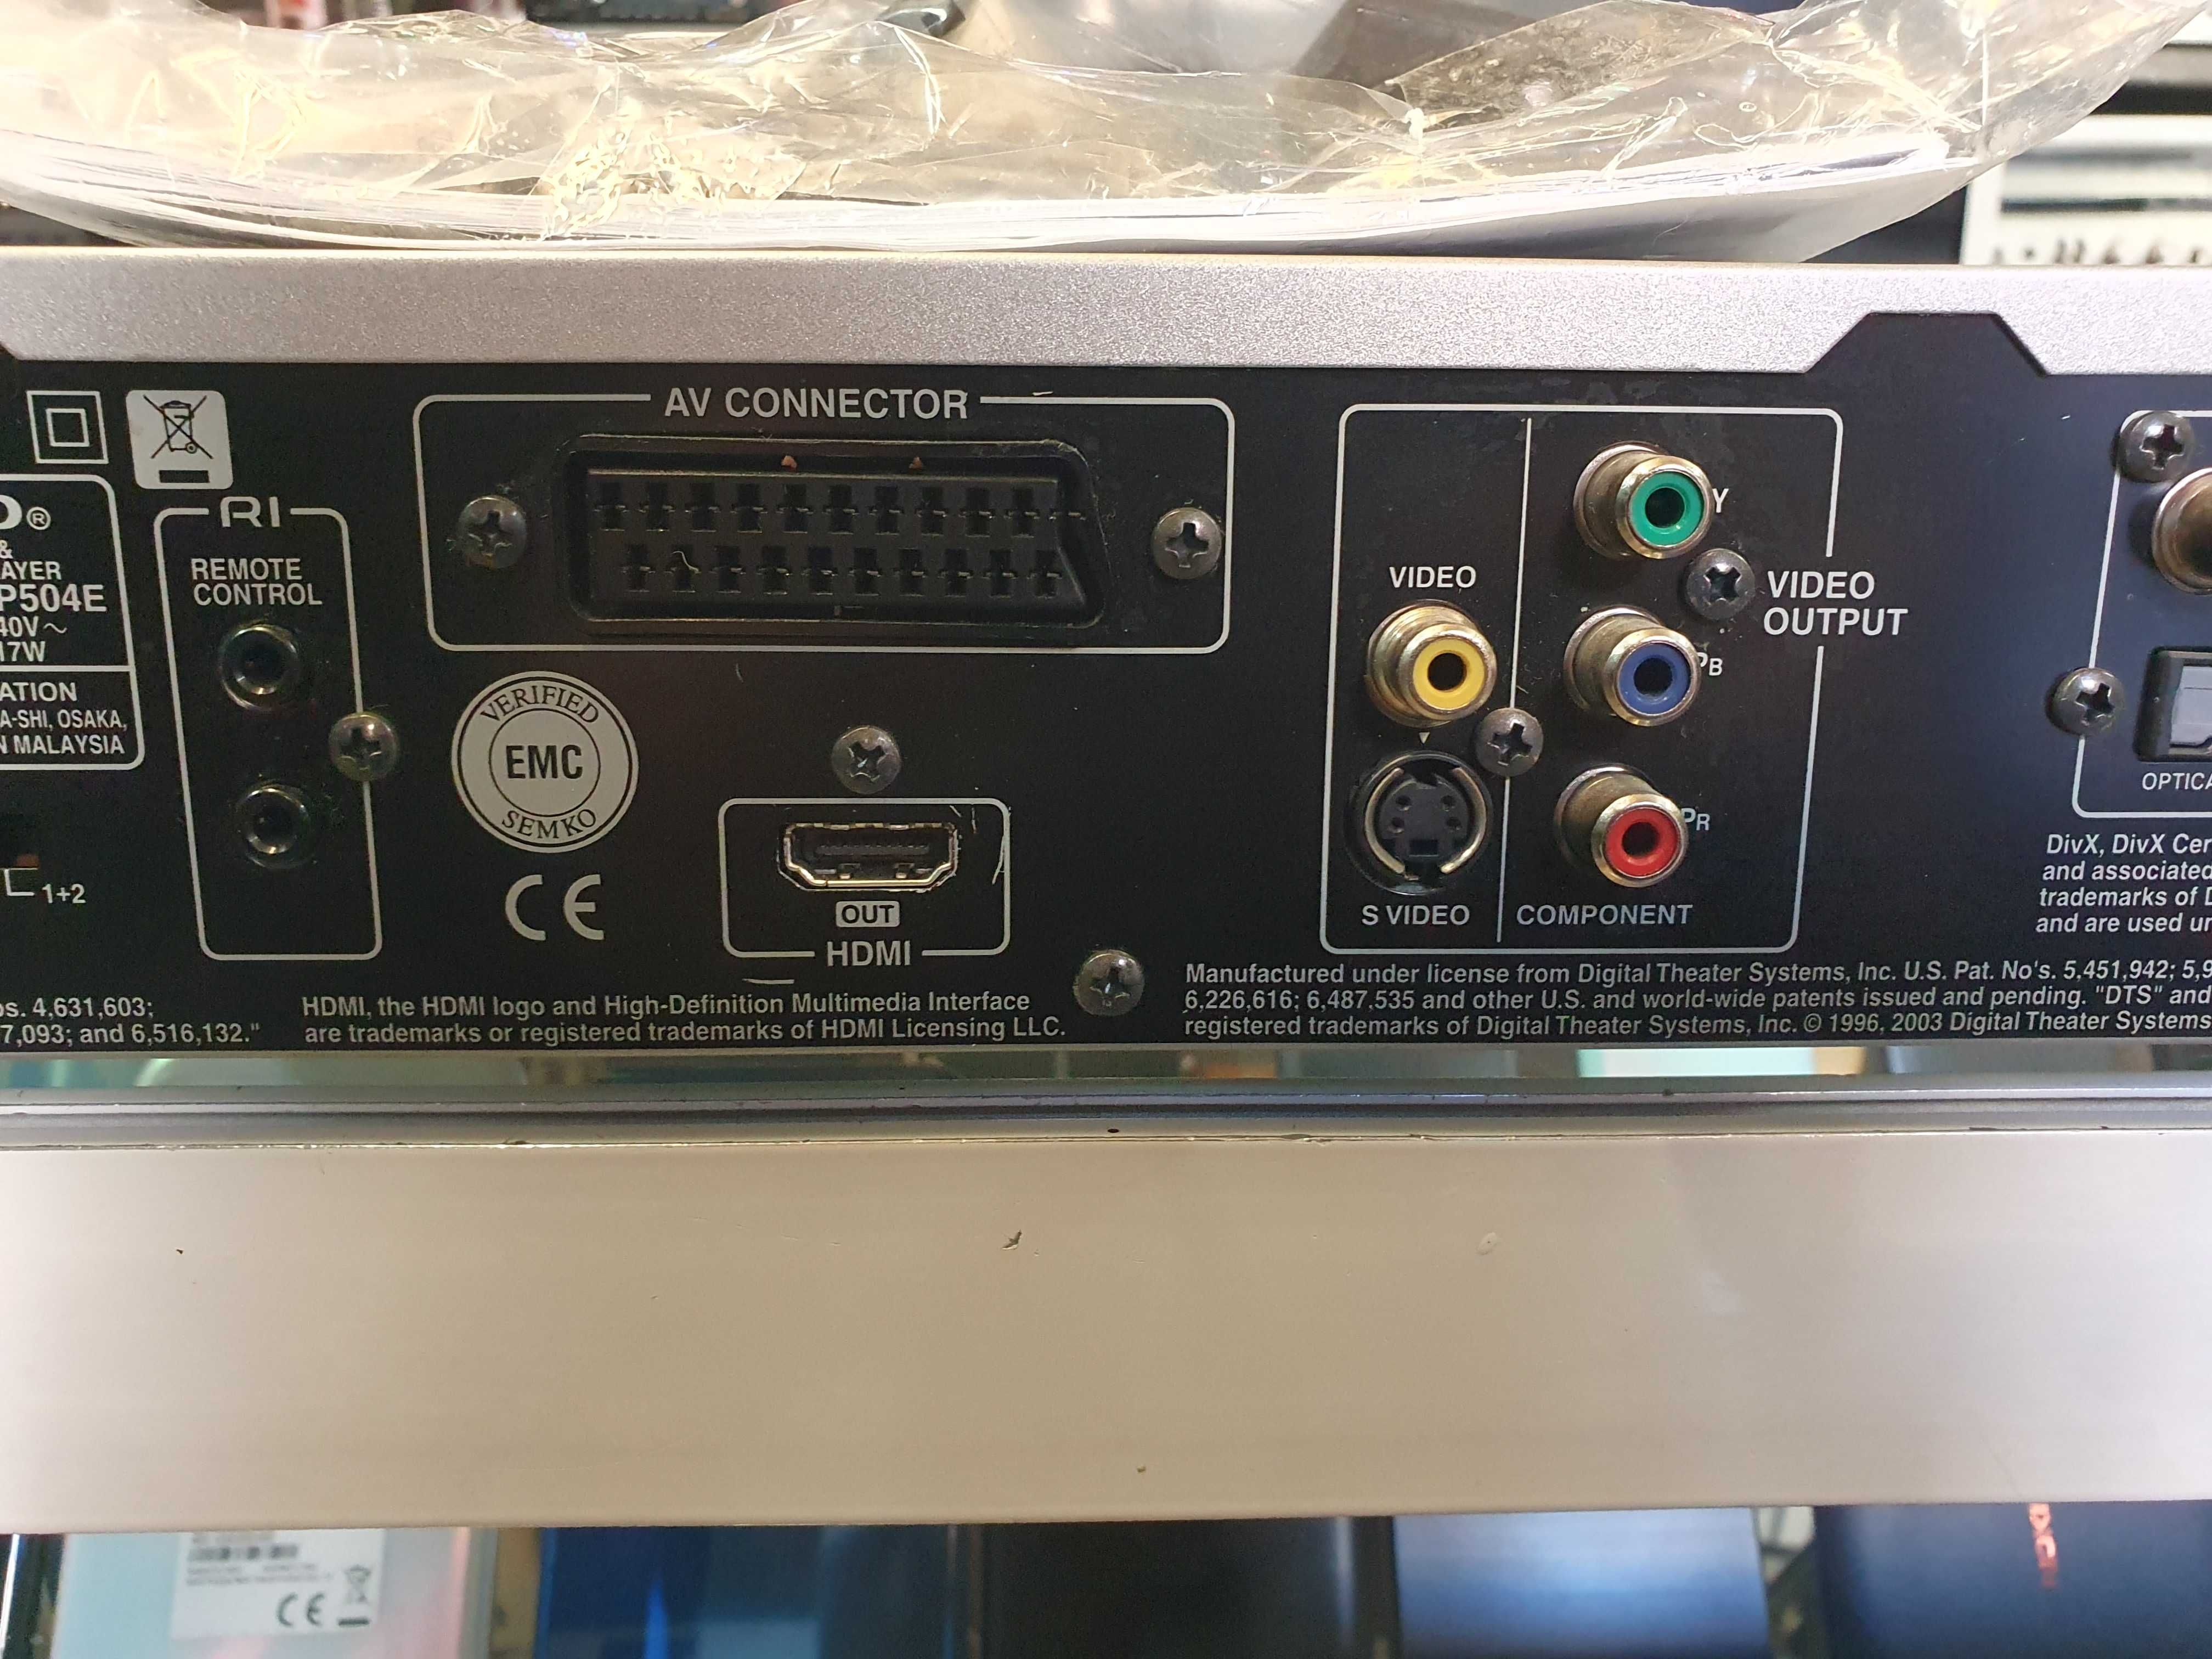 ®
&
AYER
P504E
40V~
17W
ATION
A-SHI, OSAKA,
N MALAYSIA
1+2
RI
REMOTE
CONTROL
AV CONNECTOR
VERIFIED
EMC
SEMKO
CE
OUT
HDMI
VIDEO
S VIDEO
Y
PB
PR
COMPONENT
VIDEO
OUTPUT
OPTICA
DivX, DivX Cer
and associated
trademarks of D
and are used un
os. 4,631,603;
7,093; and 6,516,132."
HDMI, the HDMI logo and High-Definition Multimedia Interface
are trademarks or registered trademarks of HDMI Licensing LLC.
Manufactured under license from Digital Theater Systems, Inc. U.S. Pat. No's. 5,451,942; 5,9
6,226,616; 6,487,535 and other U.S. and world-wide patents issued and pending. "DTS" and
registered trademarks of Digital Theater Systems, Inc. © 1996, 2003 Digital Theater Systems
CE